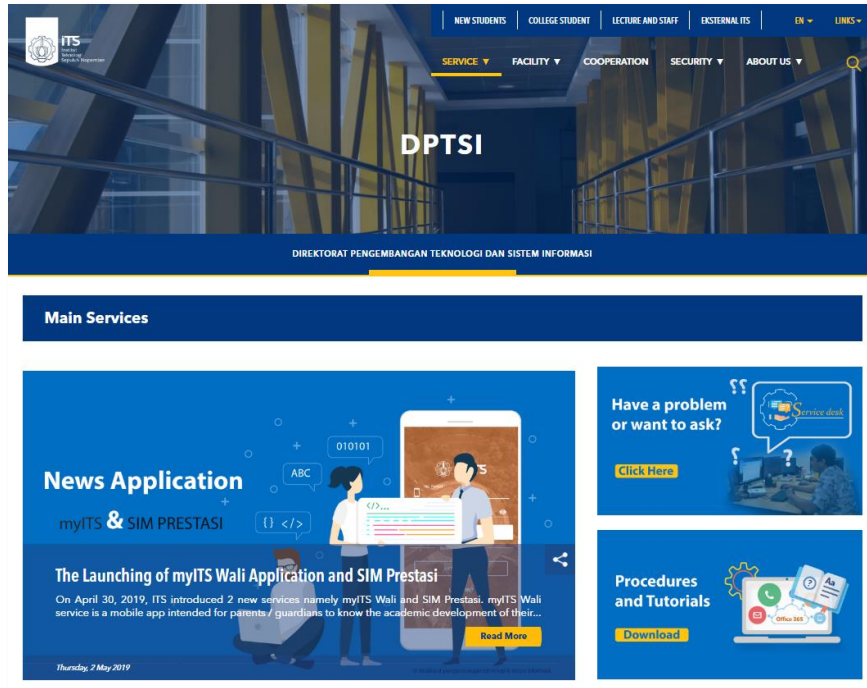 NEW STUDENTS
COLLEGE STUDENT
LECTURE AND STAFF
EKSTERNAL ITS
EN
LINKS
ITS
Institut
Teknologi
Sepuluh Nopember
SERVICE ▼
FACILITY ▼
COOPERATION
SECURITY ▼
ABOUT US ▼
DPTSI
DIREKTORAT PENGEMBANGAN TEKNOLOGI DAN SISTEM INFORMASI
Main Services
010101
ABC
News Application
myITS & SIM PRESTASI
{} </>
</>...
The Launching of myITS Wali Application and SIM Prestasi
On April 30, 2019, ITS introduced 2 new services namely myITS Wali and SIM Prestasi. myITS Wali
service is a mobile app intended for parents / guardians to know the academic development of their...
Read More
Thursday, 2 May 2019
Have a problem
or want to ask?
Click Here
Service desk
Procedures
and Tutorials
Download
Office 365
Aa